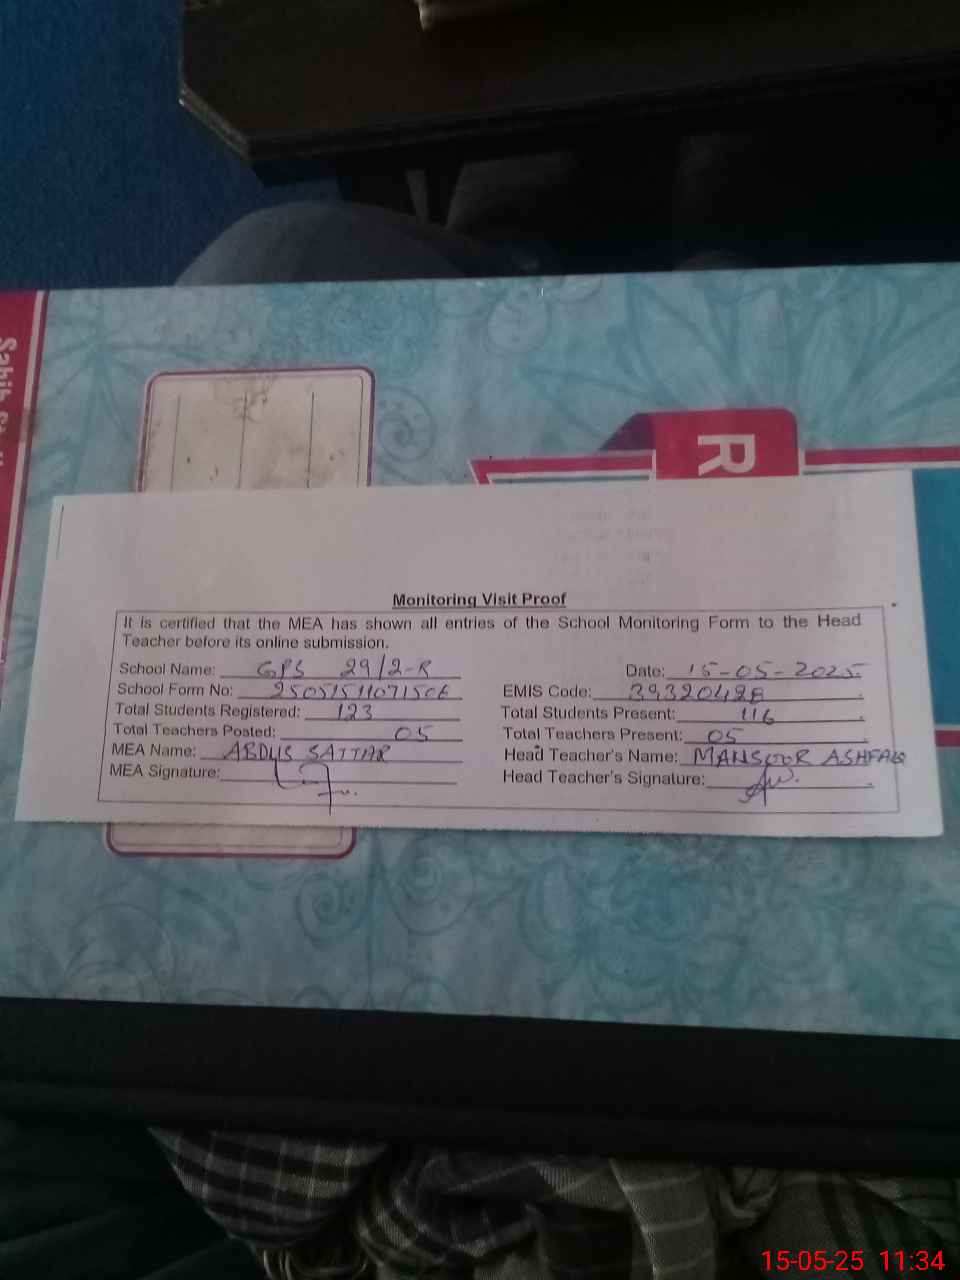 R
Monitoring Visit Proof
It is certified that the MEA has shown all entries of the School Monitoring Form to the Head
Teacher before its online submission.
School Name: GPS 29/2-R Date: 15-05-2025
School Form No: EMIS Code: 39320428
Total Students Registered: 123 Total Students Present: 116
Total Teachers Posted: 05 Total Teachers Present: 05
MEA Name: ABDUS SATTAR Head Teacher's Name: MANSOOR ASHFAQ
MEA Signature: Head Teacher's Signature:
15-05-25 11:34